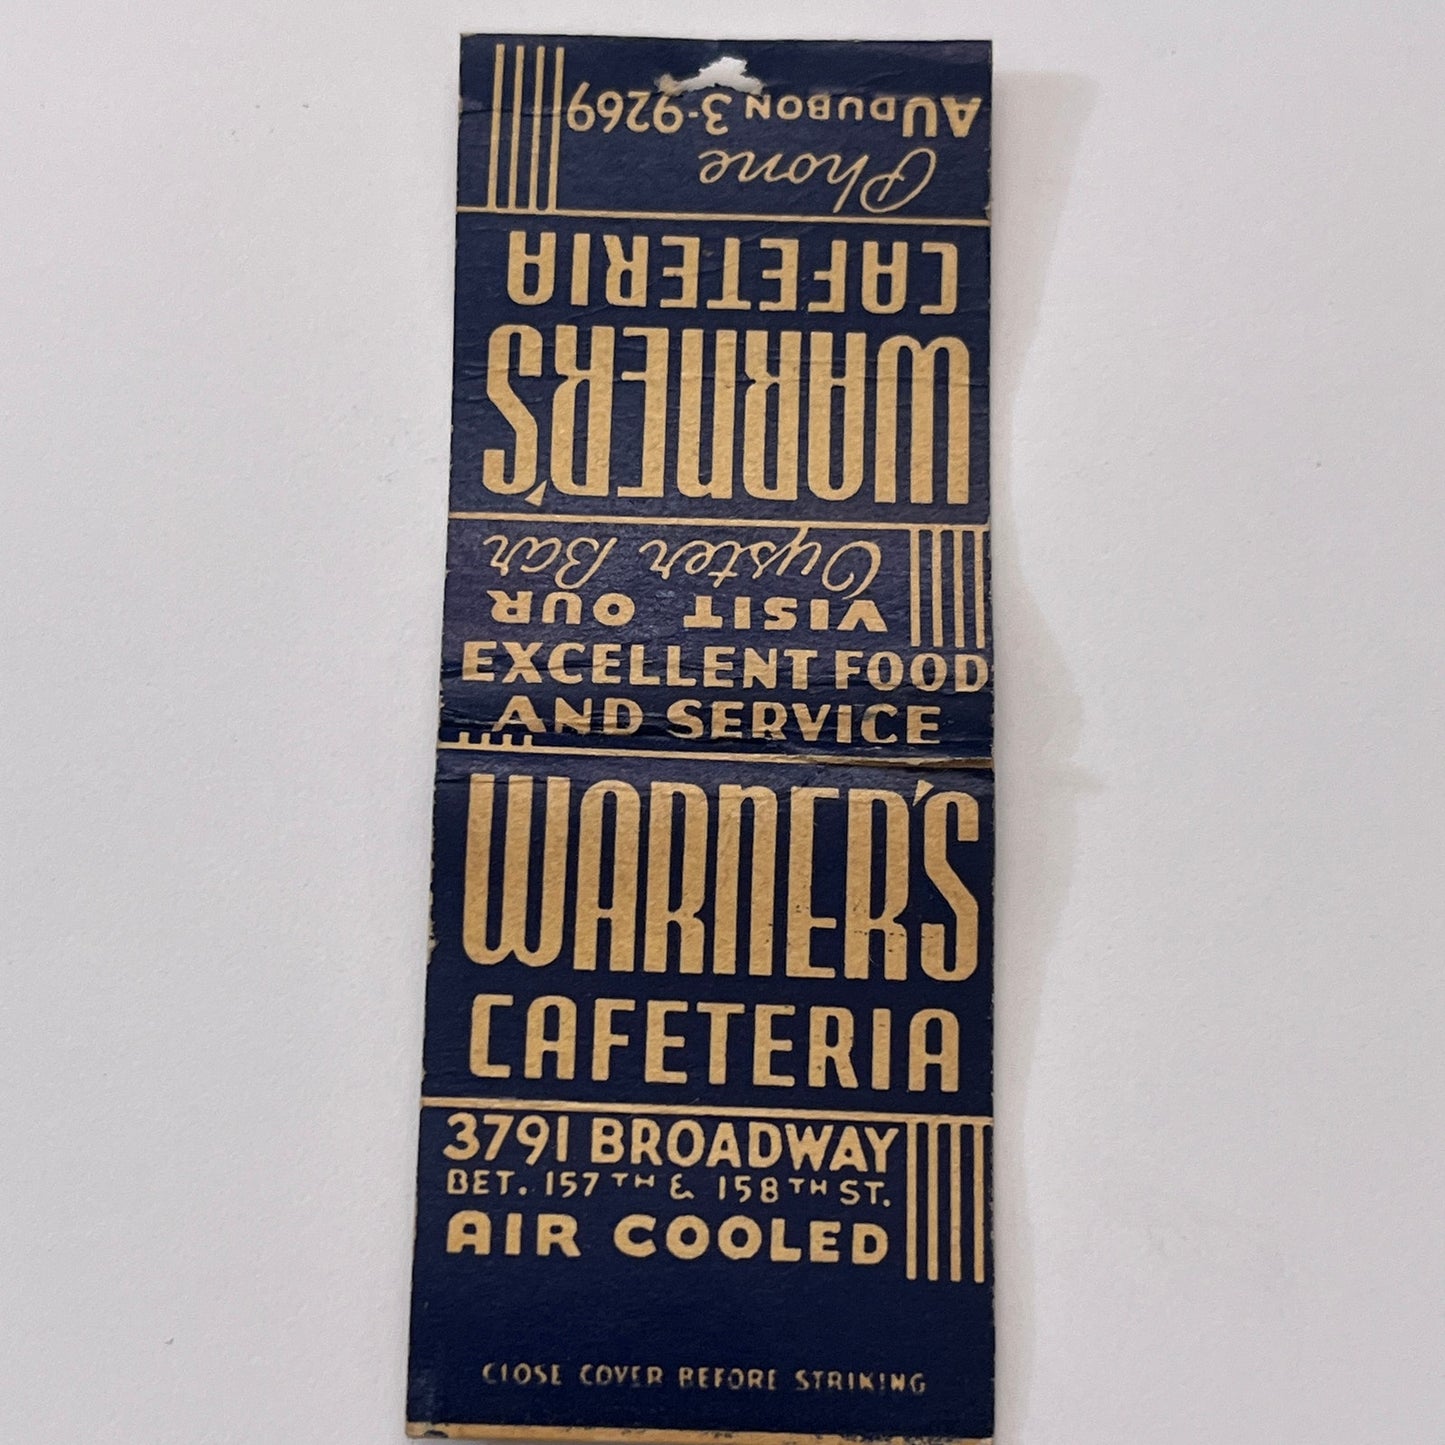 Phone
AUDUBON 3-9269
WARNER'S
CAFETERIA
VISIT OUR
Oyster Bar
EXCELLENT FOOD
AND SERVICE
WARNER'S
CAFETERIA
3791 BROADWAY
BET. 157TH & 158TH ST.
AIR COOLED
CLOSE COVER BEFORE STRIKING